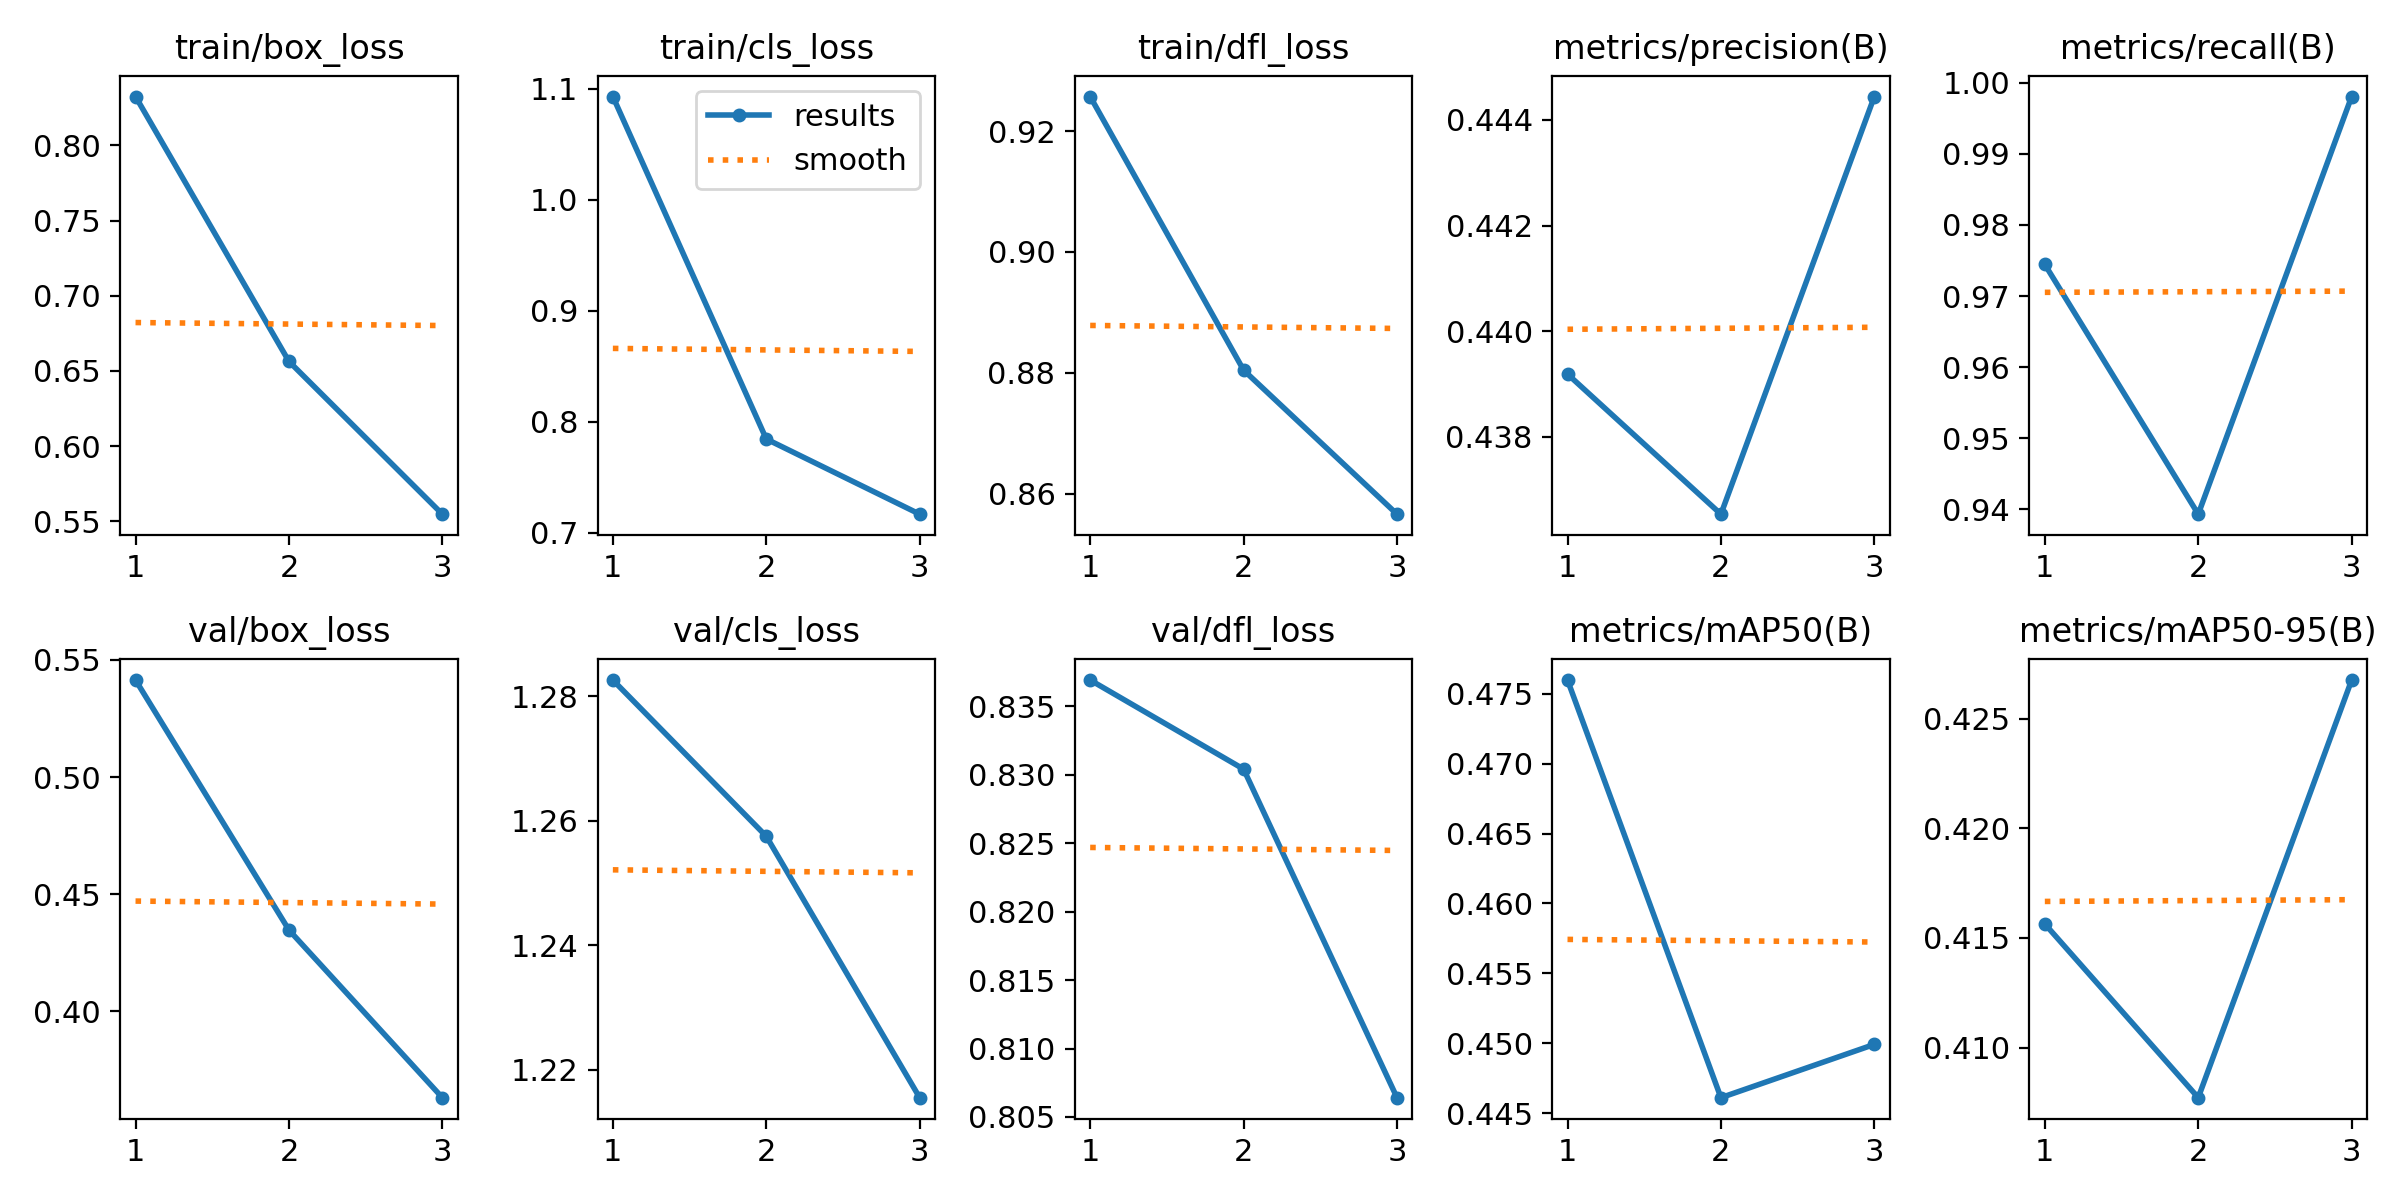 train/box_loss
0.80
0.75
0.70
0.65
0.60
0.55
1 2 3
train/cls_loss
1.1
1.0
0.9
0.8
0.7
results
smooth
1 2 3
train/dfl_loss
0.92
0.90
0.88
0.86
1 2 3
metrics/precision(B)
0.444
0.442
0.440
0.438
1 2 3
metrics/recall(B)
1.00
0.99
0.98
0.97
0.96
0.95
0.94
1 2 3
val/box_loss
0.55
0.50
0.45
0.40
1 2 3
val/cls_loss
1.28
1.26
1.24
1.22
1 2 3
val/dfl_loss
0.835
0.830
0.825
0.820
0.815
0.810
0.805
1 2 3
metrics/mAP50(B)
0.475
0.470
0.465
0.460
0.455
0.450
0.445
1 2 3
metrics/mAP50-95(B)
0.425
0.420
0.415
0.410
1 2 3